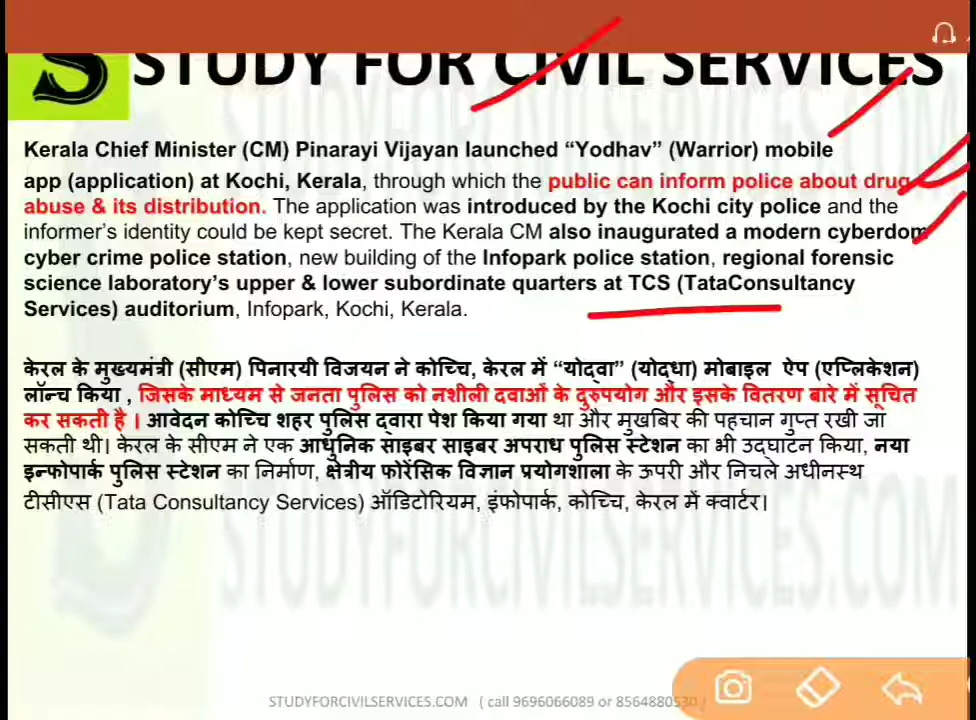 STUDY FOR CIVIL SERVICES
Kerala Chief Minister (CM) Pinarayi Vijayan launched “Yodhav” (Warrior) mobile
app (application) at Kochi, Kerala, through which the public can inform police about drug
abuse & its distribution. The application was introduced by the Kochi city police and the
informer’s identity could be kept secret. The Kerala CM also inaugurated a modern cyberdom
cyber crime police station, new building of the Infopark police station, regional forensic
science laboratory’s upper & lower subordinate quarters at TCS (TataConsultancy
Services) auditorium, Infopark, Kochi, Kerala.
केरल के मुख्यमंत्री (सीएम) पिनारयी विजयन ने कोच्चि, केरल में “योद्वा” (योद्धा) मोबाइल ऐप (एप्लिकेशन)
लॉन्च किया , जिसके माध्यम से जनता पुलिस को नशीली दवाओं के दुरुपयोग और इसके वितरण बारे में सूचित
कर सकती है । आवेदन कोच्चि शहर पुलिस द्वारा पेश किया गया था और मुखबिर की पहचान गुप्त रखी जा
सकती थी। केरल के सीएम ने एक आधुनिक साइबर साइबर अपराध पुलिस स्टेशन का भी उद्घाटन किया, नया
इन्फोपार्क पुलिस स्टेशन का निर्माण, क्षेत्रीय फोरेंसिक विज्ञान प्रयोगशाला के ऊपरी और निचले अधीनस्थ
टीसीएस (Tata Consultancy Services) ऑडिटोरियम, इंफोपार्क, कोच्चि, केरल में क्वार्टर।
STUDYFORCIVILSERVICES.COM
STUDYFORCIVILSERVICES.COM ( call 9696066089 or 8564880530 )